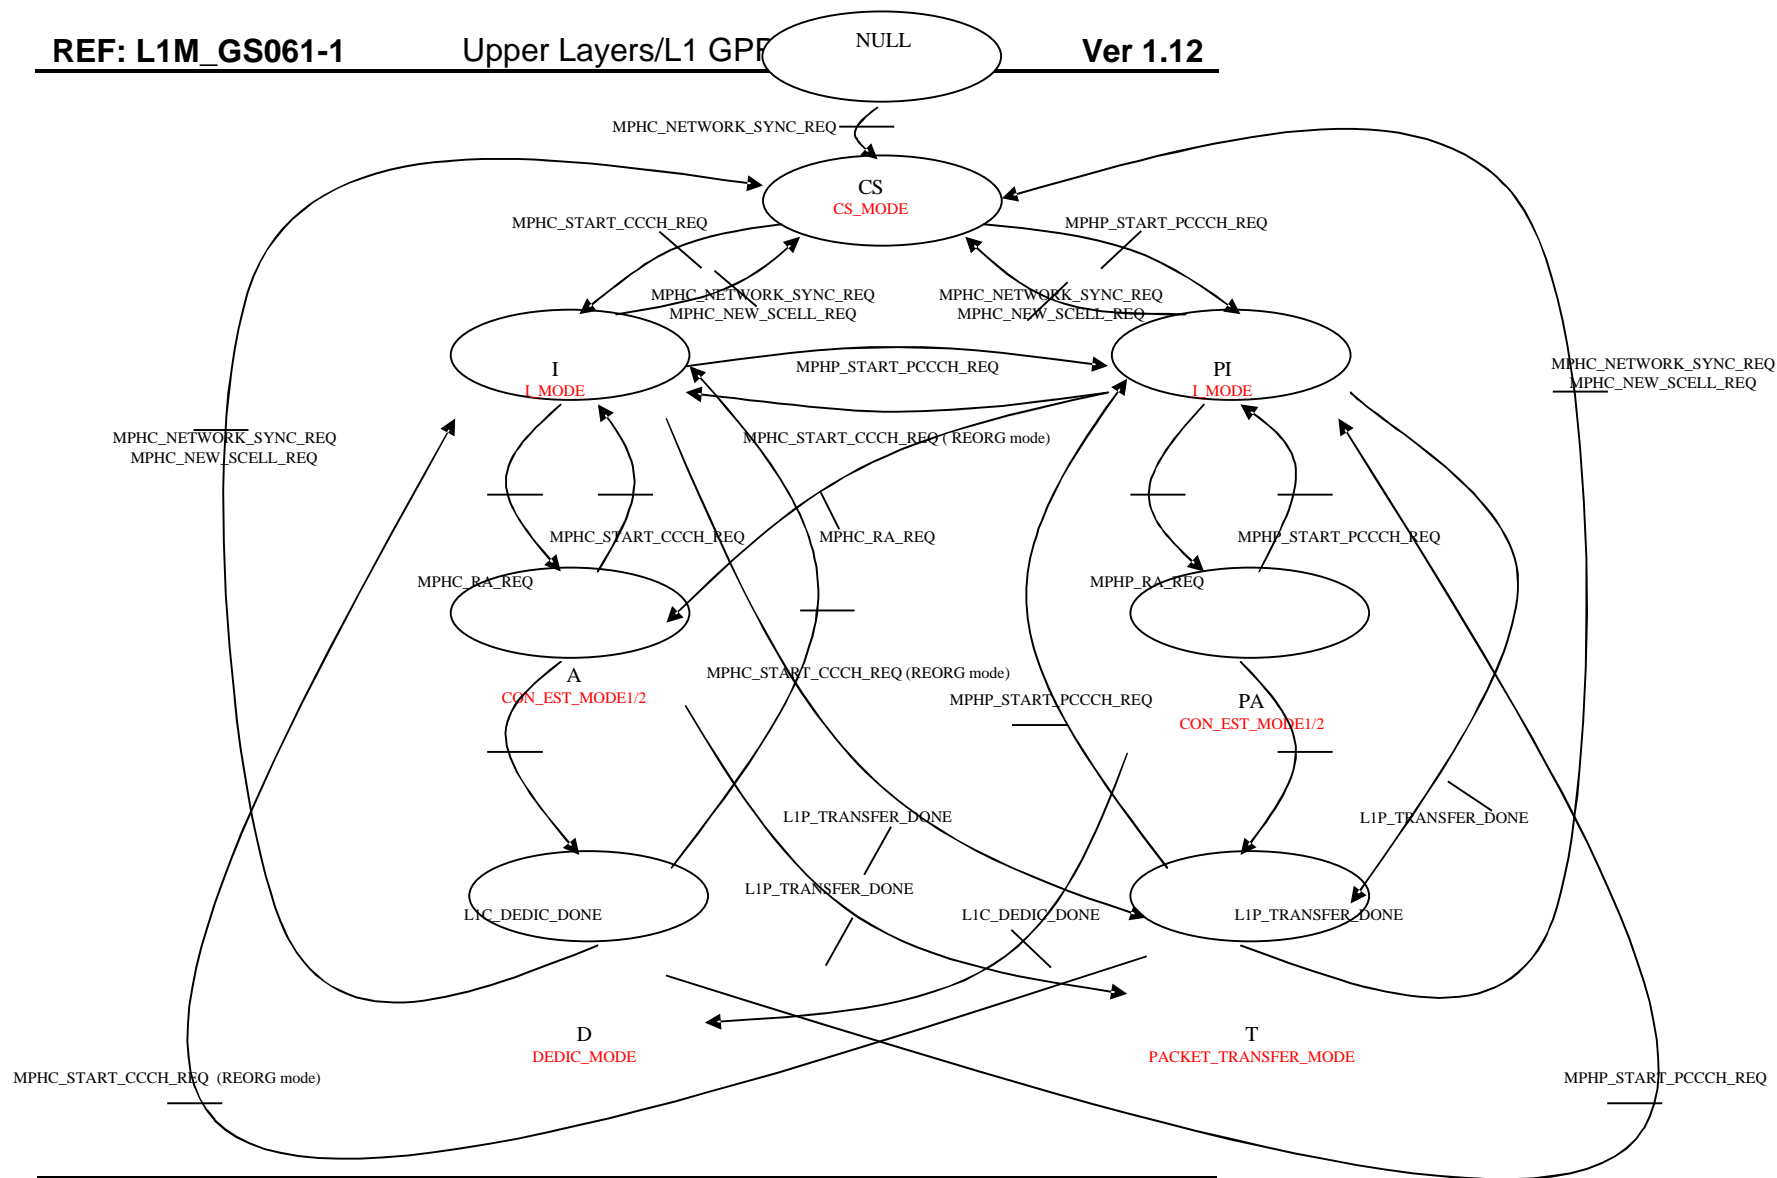 REF: L1M_GS061-1 Upper Layers/L1 GPR Ver 1.12
NULL
MPHC_NETWORK_SYNC_REQ
CS
CS_MODE
MPHC_START_CCCH_REQ
MPHP_START_PCCCH_REQ
MPHC_NETWORK_SYNC_REQ
MPHC_NEW_SCELL_REQ
MPHC_NETWORK_SYNC_REQ
MPHC_NEW_SCELL_REQ
I
I_MODE
MPHP_START_PCCCH_REQ
PI
I_MODE
MPHC_NETWORK_SYNC_REQ
MPHC_NEW_SCELL_REQ
MPHC_NETWORK_SYNC_REQ
MPHC_NEW_SCELL_REQ
MPHC_START_CCCH_REQ ( REORG mode)
MPHC_START_CCCH_REQ
MPHC_RA_REQ
MPHP_START_PCCCH_REQ
MPHC_RA_REQ
MPHP_RA_REQ
A
CON_EST_MODE1/2
MPHC_START_CCCH_REQ (REORG mode)
MPHP_START_PCCCH_REQ
PA
CON_EST_MODE1/2
L1P_TRANSFER_DONE
L1P_TRANSFER_DONE
L1P_TRANSFER_DONE
L1C_DEDIC_DONE
L1C_DEDIC_DONE
L1P_TRANSFER_DONE
D
DEDIC_MODE
T
PACKET_TRANSFER_MODE
MPHC_START_CCCH_REQ (REORG mode)
MPHP_START_PCCCH_REQ